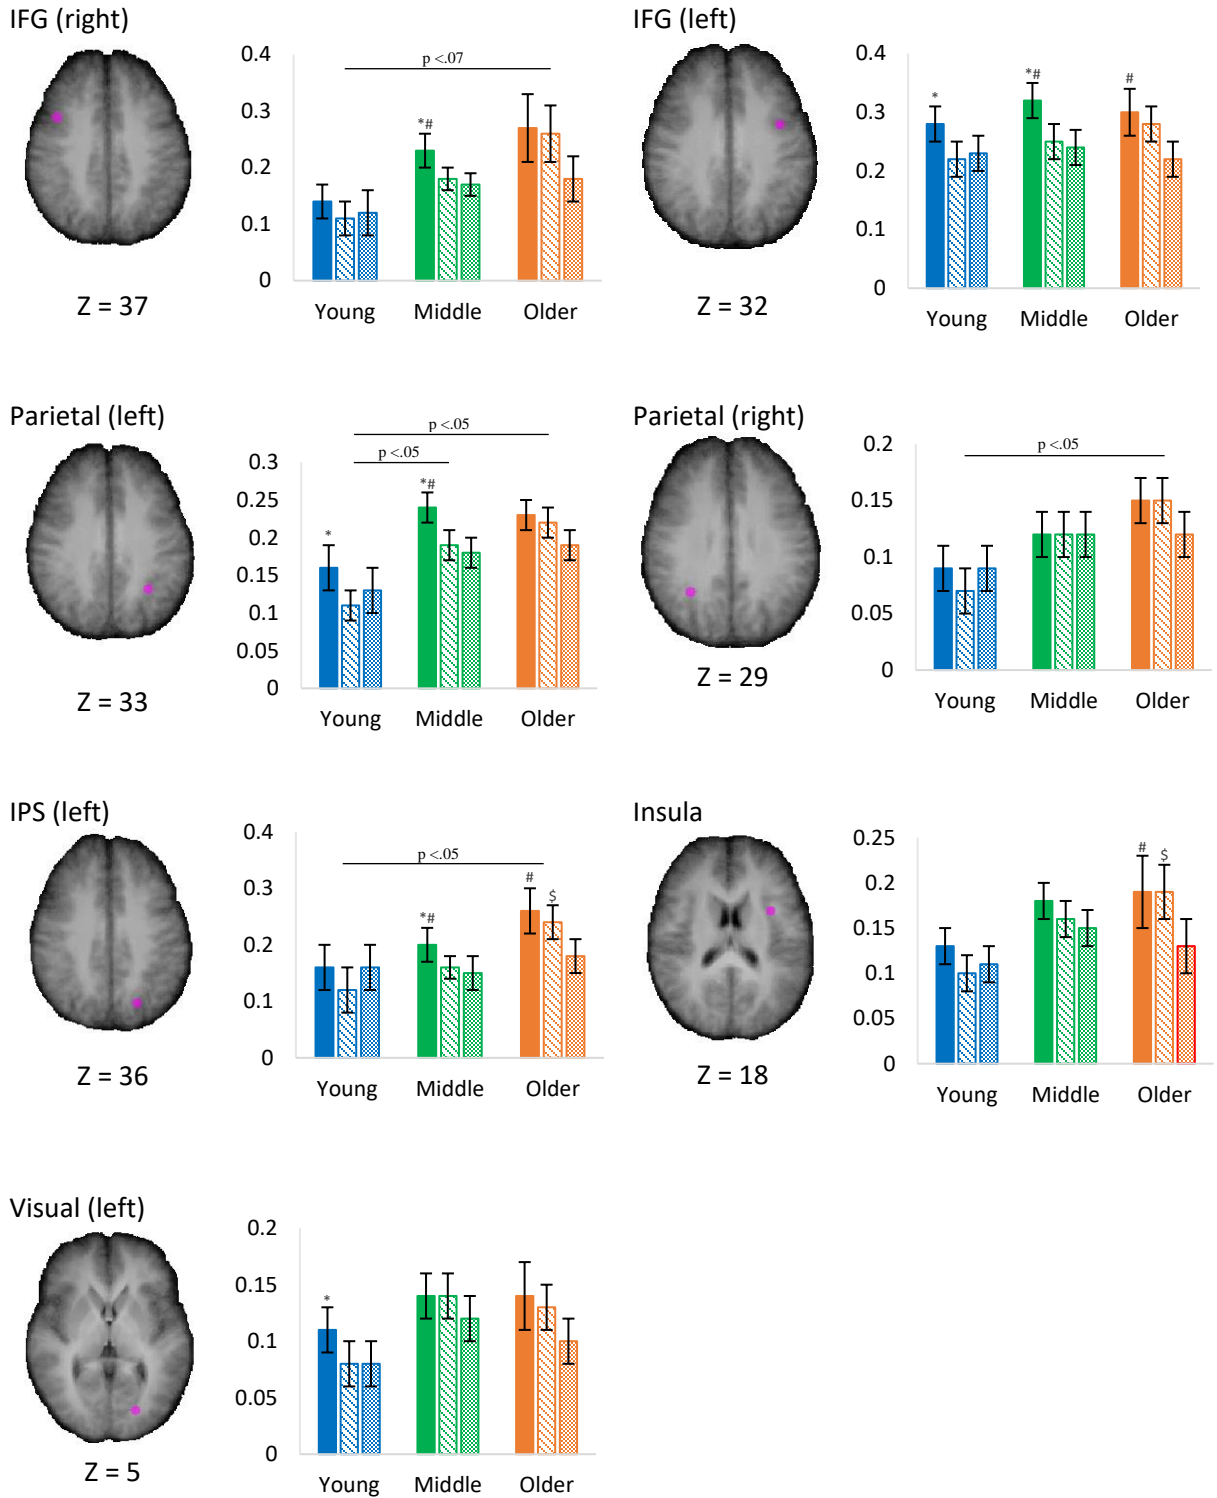 IFG (right)
0.4
0.3
0.2
0.1
0
p <.07
*#
Young Middle Older
Z = 37
IFG (left)
0.4
0.3
0.2
0.1
0
*
*#
#
Young Middle Older
Z = 32
Parietal (left)
p <.05
p <.05
0.3
0.25
0.2
0.15
0.1
0.05
0
*
*#
Young Middle Older
Z = 33
Parietal (right)
0.2
0.15
0.1
0.05
0
p <.05
Young Middle Older
Z = 29
IPS (left)
0.4
0.3
0.2
0.1
0
p <.05
*#
#
$
Young Middle Older
Z = 36
Insula
0.25
0.2
0.15
0.1
0.05
0
#
$
Young Middle Older
Z = 18
Visual (left)
0.2
0.15
0.1
0.05
0
*
Young Middle Older
Z = 5